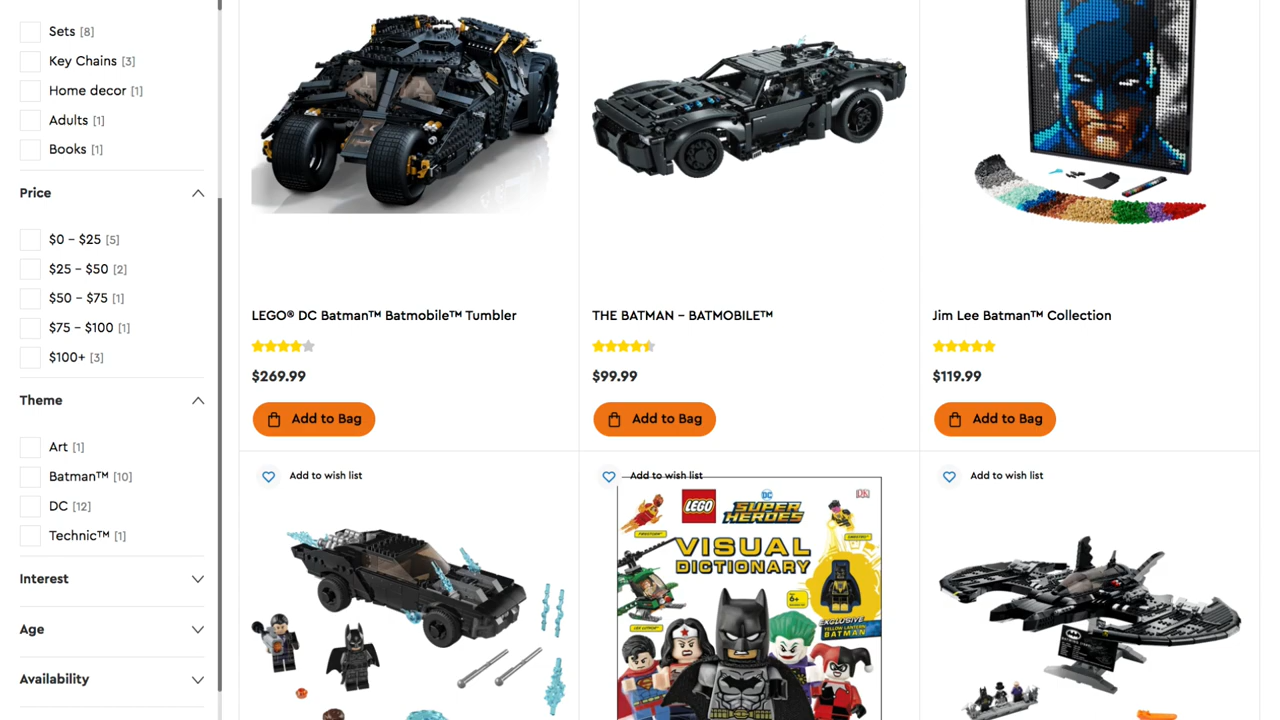 Sets [8]
Key Chains [3]
Home decor [1]
Adults [1]
Books [1]
Price
$0 – $25 [5]
$25 – $50 [2]
$50 – $75 [1]
$75 – $100 [1]
$100+ [3]
Theme
Art [1]
Batman™ [10]
DC [12]
Technic™ [1]
Interest
Age
Availability
LEGO® DC Batman™ Batmobile™ Tumbler
$269.99
Add to Bag
THE BATMAN – BATMOBILE™
$99.99
Add to Bag
Jim Lee Batman™ Collection
$119.99
Add to Bag
Add to wish list
Add to wish list
LEGO
DC
SUPER
HEROES
DK
VISUAL
DICTIONARY
Ages
6+
EXCLUSIVE
YELLOW LANTERN
BATMAN
Add to wish list